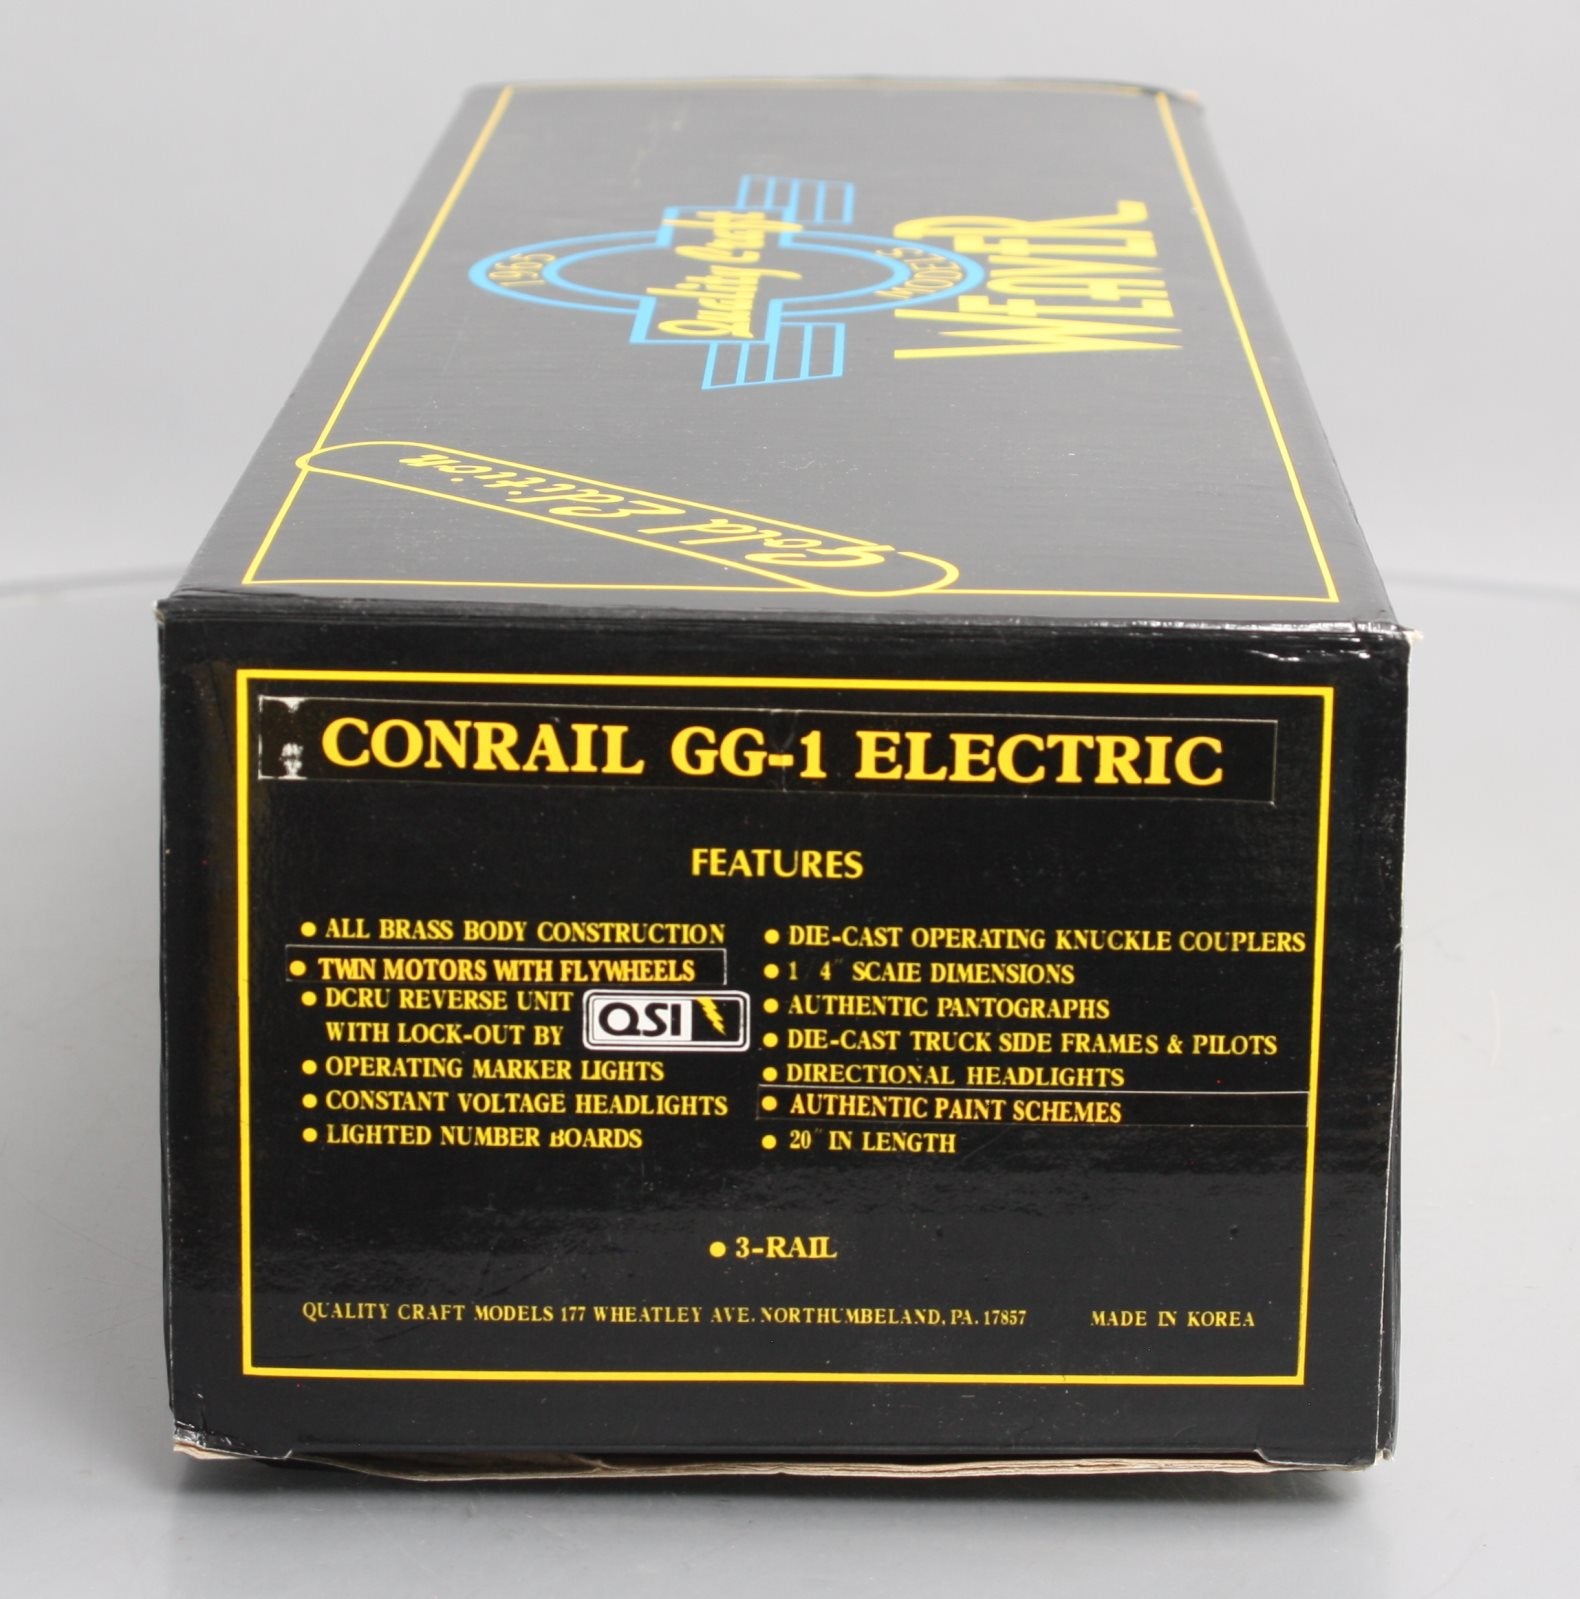 1965
Quality Craft
MODELS
WEAVER
Gold Edition
CONRAIL GG-1 ELECTRIC
FEATURES
● ALL BRASS BODY CONSTRUCTION
● TWIN MOTORS WITH FLYWHEELS
● DCRU REVERSE UNIT
WITH LOCK-OUT BY QSI
● OPERATING MARKER LIGHTS
● CONSTANT VOLTAGE HEADLIGHTS
● LIGHTED NUMBER BOARDS
● DIE-CAST OPERATING KNUCKLE COUPLERS
● 1/4" SCALE DIMENSIONS
● AUTHENTIC PANTOGRAPHS
● DIE-CAST TRUCK SIDE FRAMES & PILOTS
● DIRECTIONAL HEADLIGHTS
● AUTHENTIC PAINT SCHEMES
● 20" IN LENGTH
● 3-RAIL
QUALITY CRAFT MODELS 177 WHEATLEY AVE. NORTHUMBELAND, PA. 17857 MADE IN KOREA